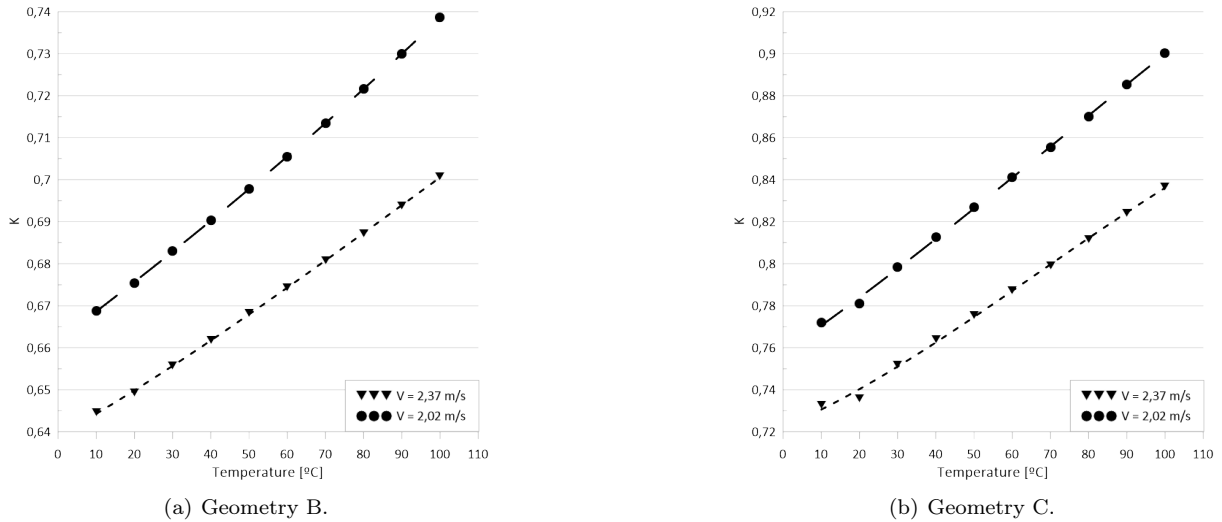 0,74
0,73
0,72
0,71
0,7
0,69
0,68
0,67
0,66
0,65
0,64
K
0 10 20 30 40 50 60 70 80 90 100 110
Temperature [ºC]
V = 2,37 m/s
V = 2,02 m/s
(a) Geometry B.
0,92
0,9
0,88
0,86
0,84
0,82
0,8
0,78
0,76
0,74
0,72
K
0 10 20 30 40 50 60 70 80 90 100 110
Temperature [ºC]
V = 2,37 m/s
V = 2,02 m/s
(b) Geometry C.